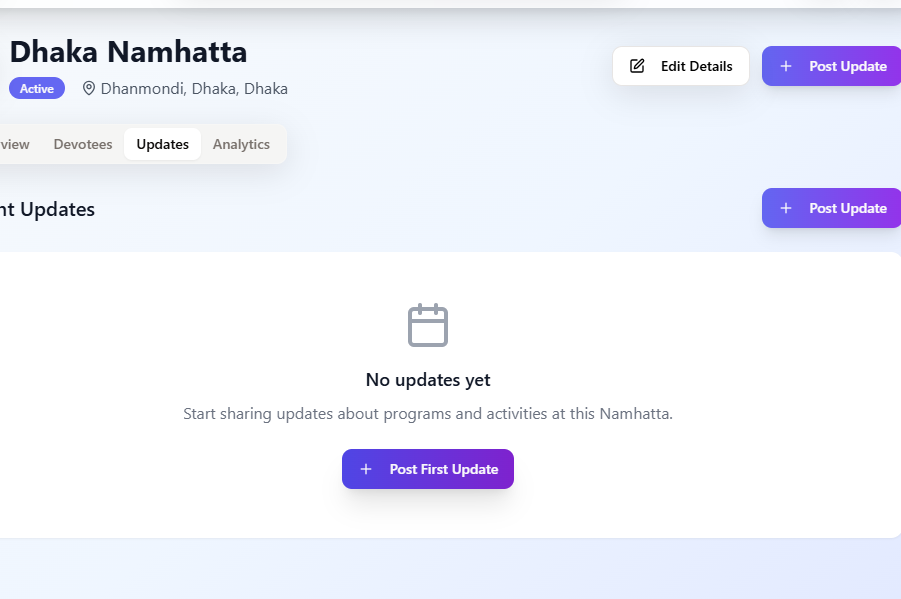 Dhaka Namhatta
Edit Details
Post Update
Active
Dhanmondi, Dhaka, Dhaka
view
Devotees
Updates
Analytics
nt Updates
Post Update
No updates yet
Start sharing updates about programs and activities at this Namhatta.
Post First Update